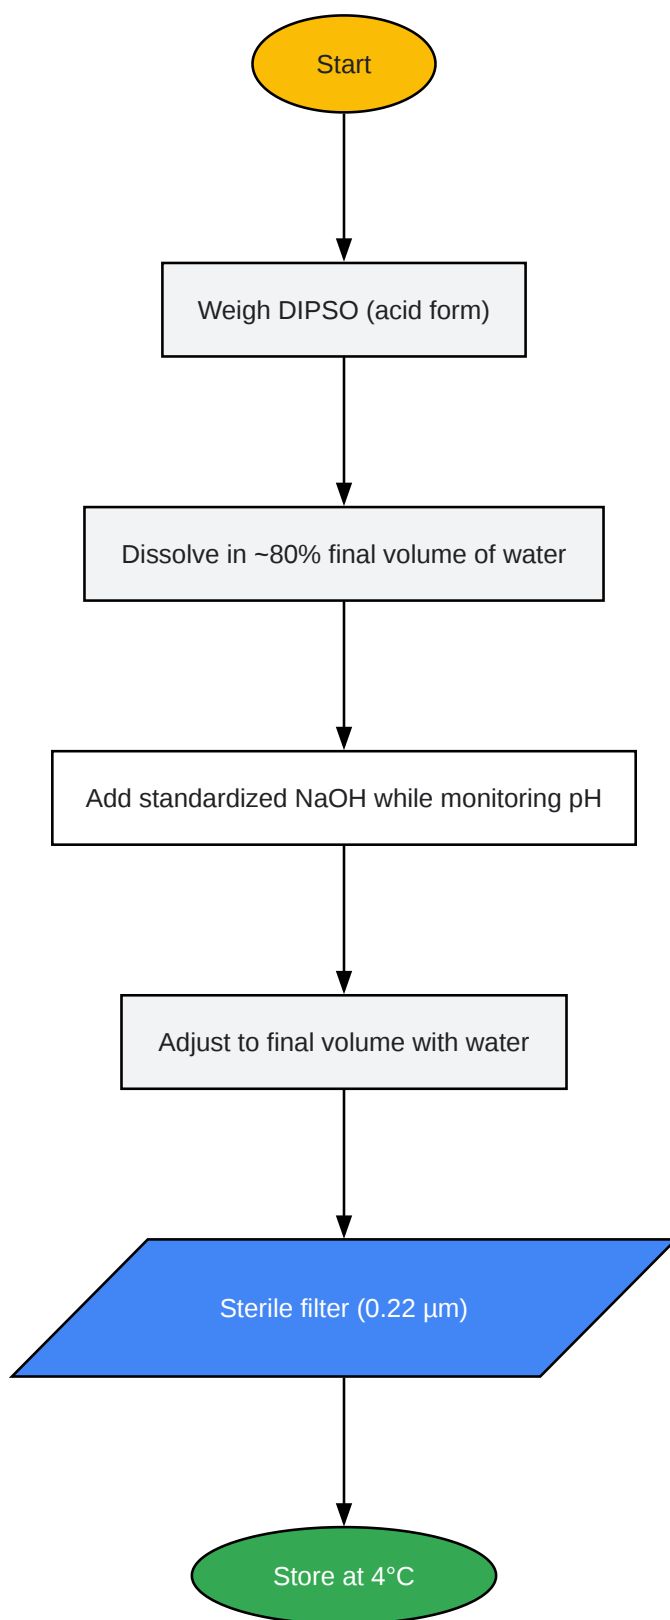 Start
Weigh DIPSO (acid form)
Dissolve in ~80% final volume of water
Add standardized NaOH while monitoring pH
Adjust to final volume with water
Sterile filter (0.22 µm)
Store at 4°C